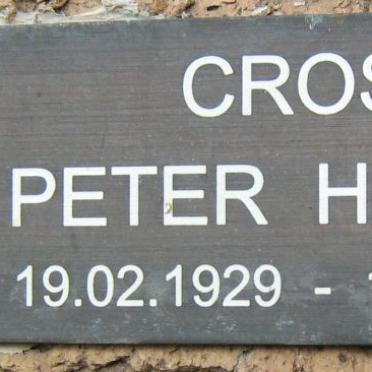 CROS
PETER H
19.02.1929 -